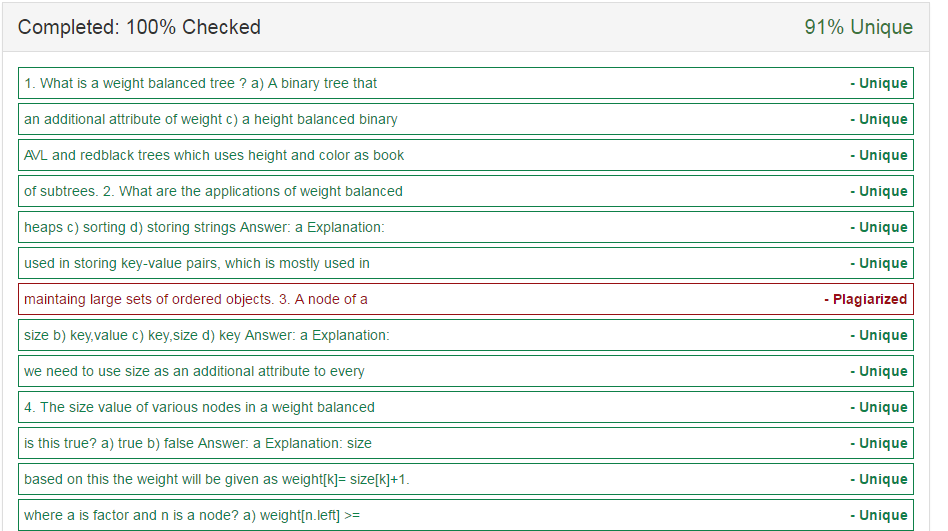 Completed: 100% Checked 91% Unique
1. What is a weight balanced tree ? a) A binary tree that - Unique
an additional attribute of weight c) a height balanced binary - Unique
AVL and redblack trees which uses height and color as book - Unique
of subtrees. 2. What are the applications of weight balanced - Unique
heaps c) sorting d) storing strings Answer: a Explanation: - Unique
used in storing key-value pairs, which is mostly used in - Unique
maintaing large sets of ordered objects. 3. A node of a - Plagiarized
size b) key,value c) key,size d) key Answer: a Explanation: - Unique
we need to use size as an additional attribute to every - Unique
4. The size value of various nodes in a weight balanced - Unique
is this true? a) true b) false Answer: a Explanation: size - Unique
based on this the weight will be given as weight[k]= size[k]+1. - Unique
where a is factor and n is a node? a) weight[n.left] >= - Unique